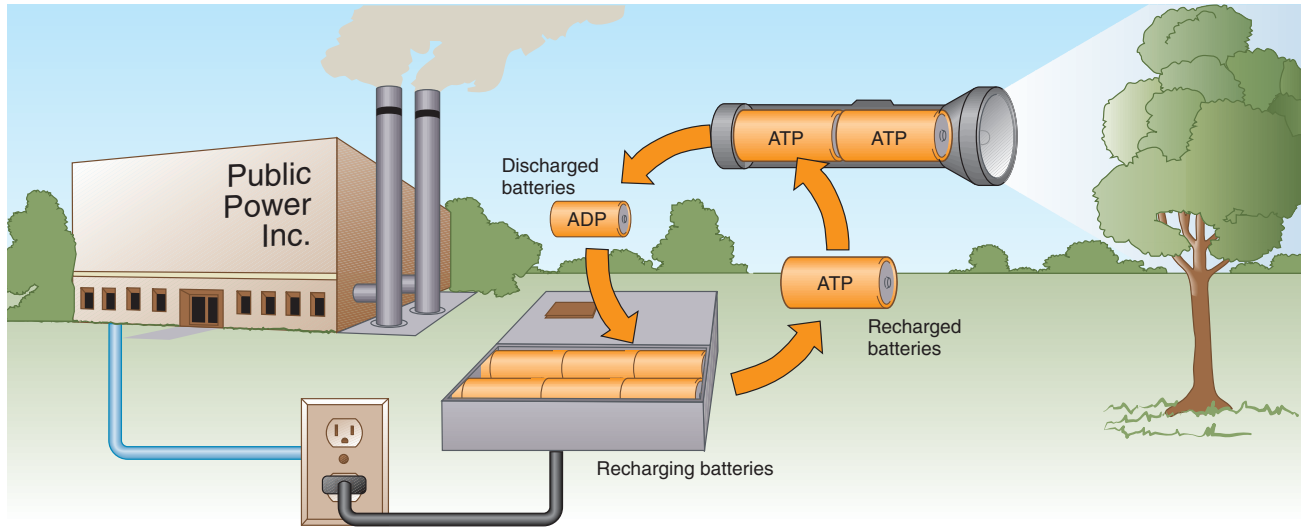 Public
Power
Inc.
Discharged
batteries
ADP
ATP
ATP
ATP
Recharged
batteries
Recharging batteries